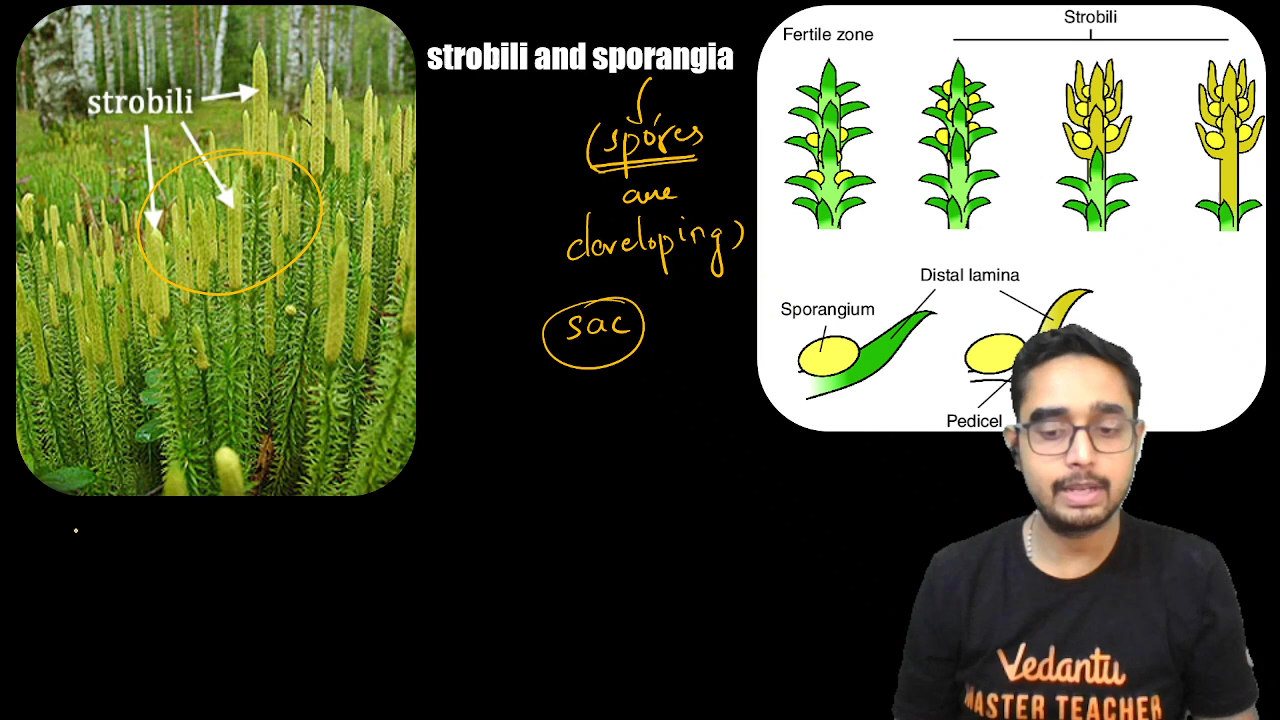 strobili
strobili and sporangia
(spores
are
developing)
sac
Fertile zone
Strobili
Distal lamina
Sporangium
Pedicel
Vedantu
MASTER TEACHER